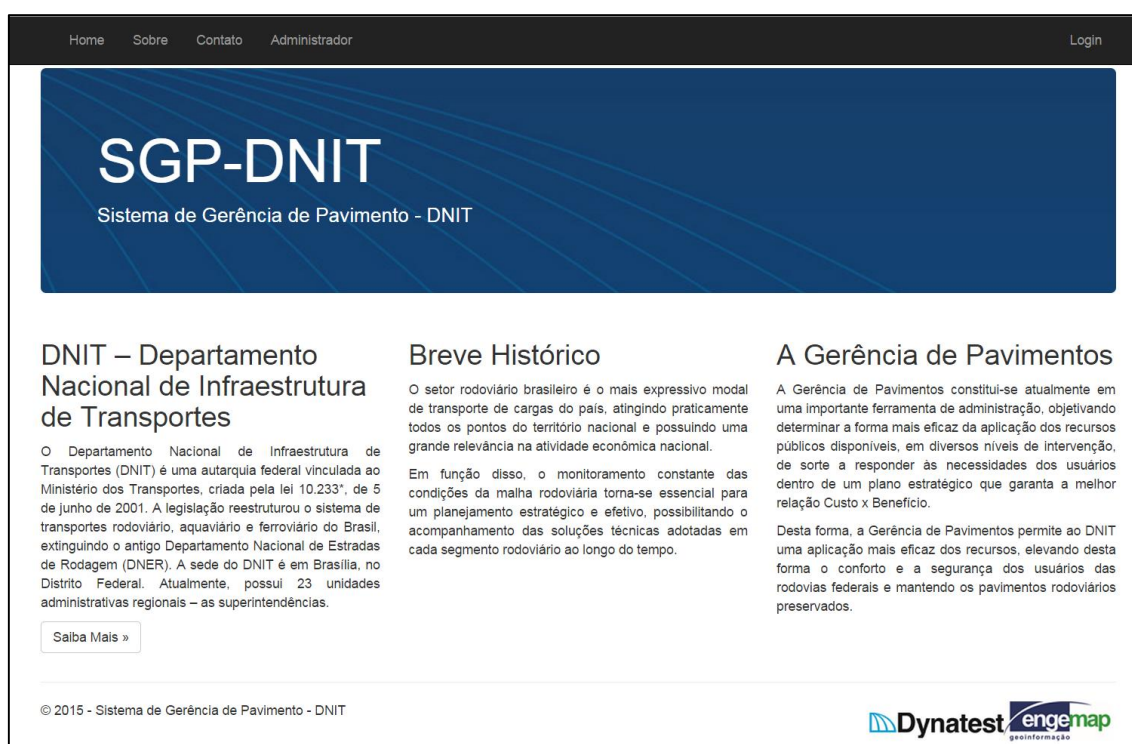 Home Sobre Contato Administrador Login
SGP-DNIT
Sistema de Gerência de Pavimento - DNIT
DNIT – Departamento
Nacional de Infraestrutura
de Transportes
O Departamento Nacional de Infraestrutura de
Transportes (DNIT) é uma autarquia federal vinculada ao
Ministério dos Transportes, criada pela lei 10.233*, de 5
de junho de 2001. A legislação reestruturou o sistema de
transportes rodoviário, aquaviário e ferroviário do Brasil,
extinguindo o antigo Departamento Nacional de Estradas
de Rodagem (DNER). A sede do DNIT é em Brasília, no
Distrito Federal. Atualmente, possui 23 unidades
administrativas regionais – as superintendências.
Saiba Mais »
Breve Histórico
O setor rodoviário brasileiro é o mais expressivo modal
de transporte de cargas do país, atingindo praticamente
todos os pontos do território nacional e possuindo uma
grande relevância na atividade econômica nacional.
Em função disso, o monitoramento constante das
condições da malha rodoviária torna-se essencial para
um planejamento estratégico e efetivo, possibilitando o
acompanhamento das soluções técnicas adotadas em
cada segmento rodoviário ao longo do tempo.
A Gerência de Pavimentos
A Gerência de Pavimentos constitui-se atualmente em
uma importante ferramenta de administração, objetivando
determinar a forma mais eficaz da aplicação dos recursos
públicos disponíveis, em diversos níveis de intervenção,
de sorte a responder às necessidades dos usuários
dentro de um plano estratégico que garanta a melhor
relação Custo x Benefício.
Desta forma, a Gerência de Pavimentos permite ao DNIT
uma aplicação mais eficaz dos recursos, elevando desta
forma o conforto e a segurança dos usuários das
rodovias federais e mantendo os pavimentos rodoviários
preservados.
© 2015 - Sistema de Gerência de Pavimento - DNIT
Dynatest engemap
geoinformação